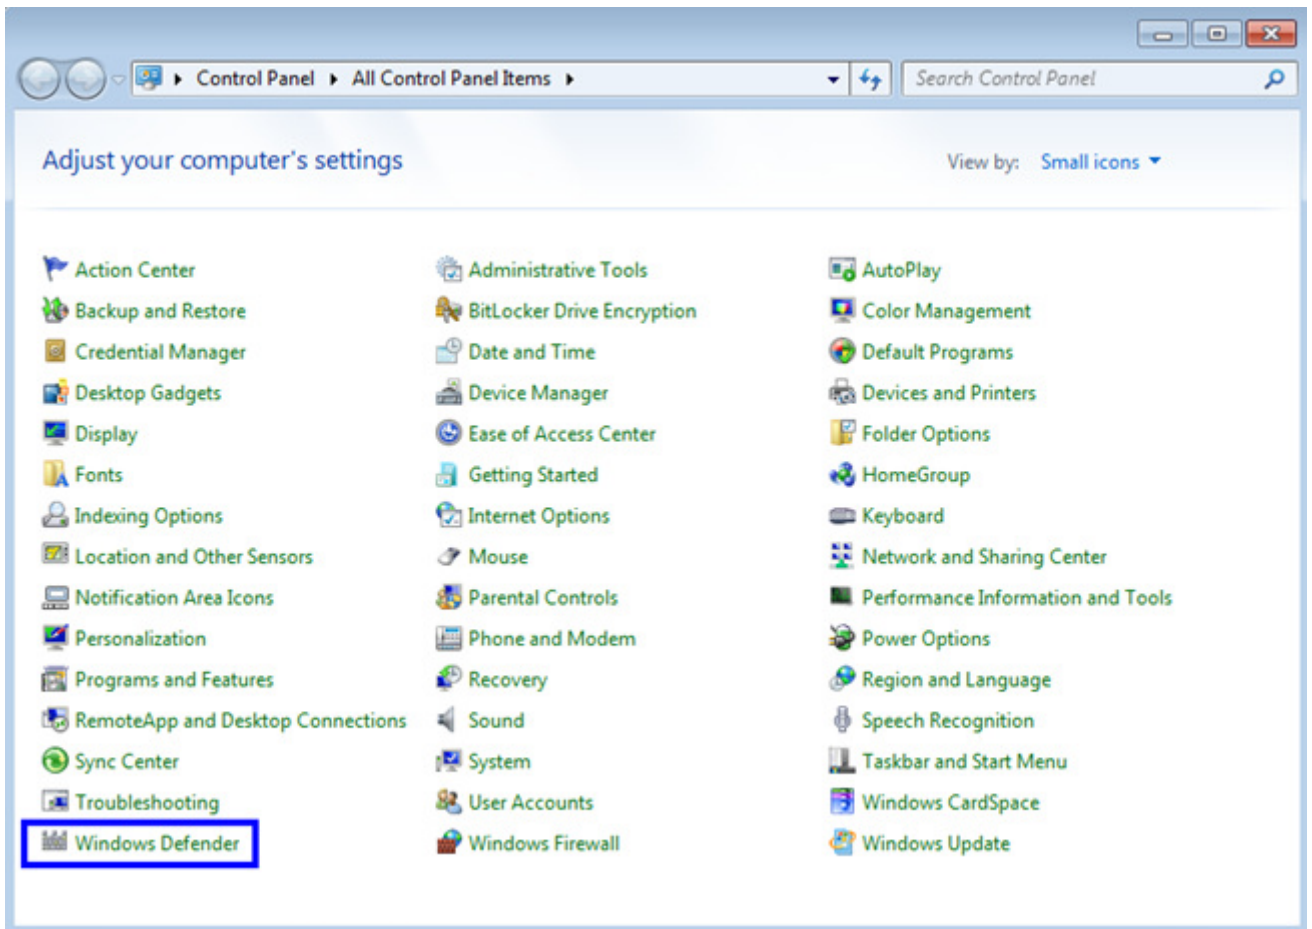 Control Panel All Control Panel Items Search Control Panel
Adjust your computer's settings View by: Small icons
Action Center Administrative Tools AutoPlay
Backup and Restore BitLocker Drive Encryption Color Management
Credential Manager Date and Time Default Programs
Desktop Gadgets Device Manager Devices and Printers
Display Ease of Access Center Folder Options
Fonts Getting Started HomeGroup
Indexing Options Internet Options Keyboard
Location and Other Sensors Mouse Network and Sharing Center
Notification Area Icons Parental Controls Performance Information and Tools
Personalization Phone and Modem Power Options
Programs and Features Recovery Region and Language
RemoteApp and Desktop Connections Sound Speech Recognition
Sync Center System Taskbar and Start Menu
Troubleshooting User Accounts Windows CardSpace
Windows Defender Windows Firewall Windows Update